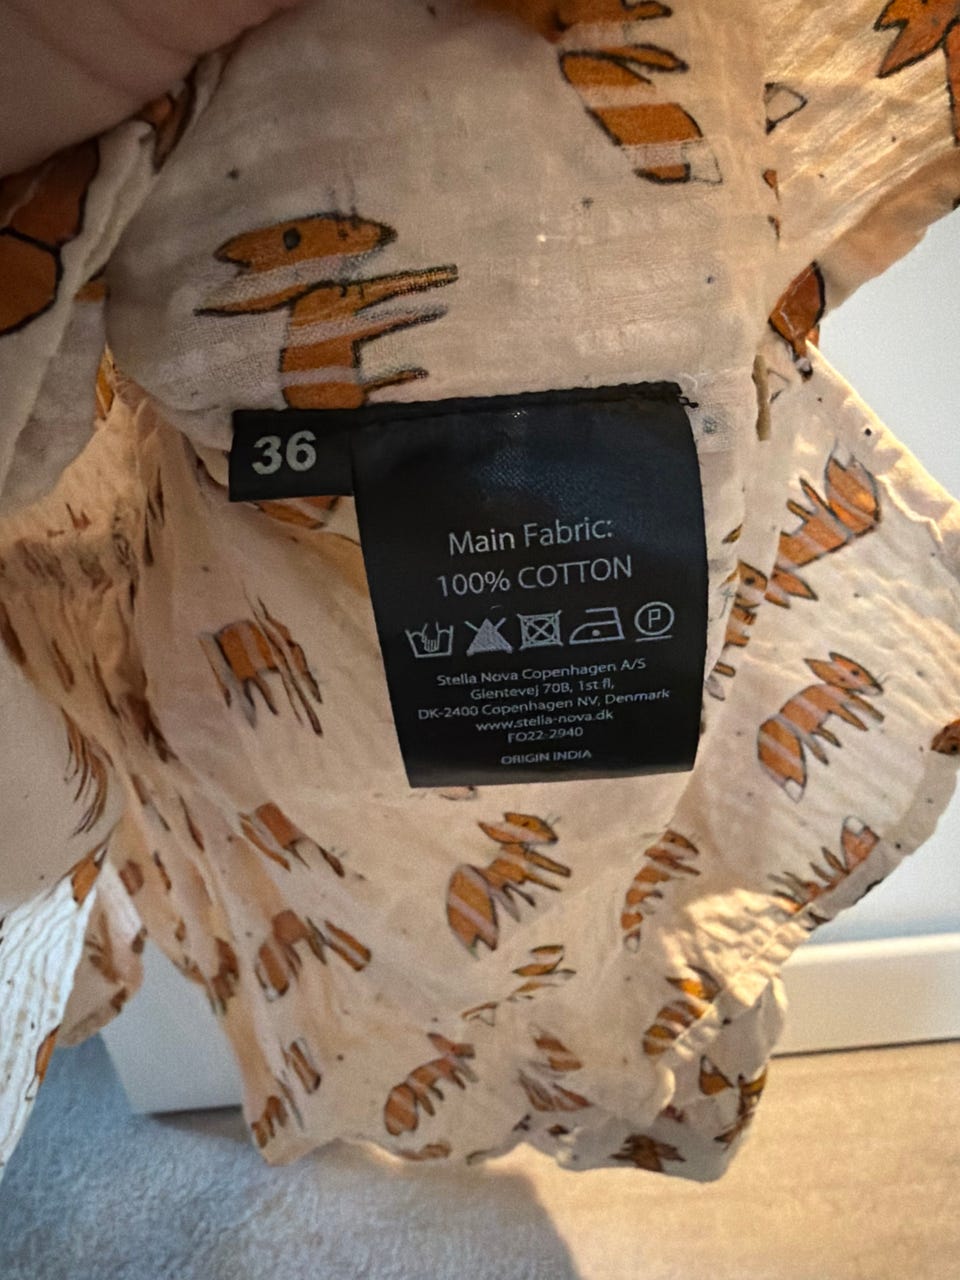 36
Main Fabric:
100% COTTON
P
Stella Nova Copenhagen A/S
Glentevej 70B, 1st.fl,
DK-2400 Copenhagen NV, Denmark
www.stella-nova.dk
FO22-2940
ORIGIN INDIA